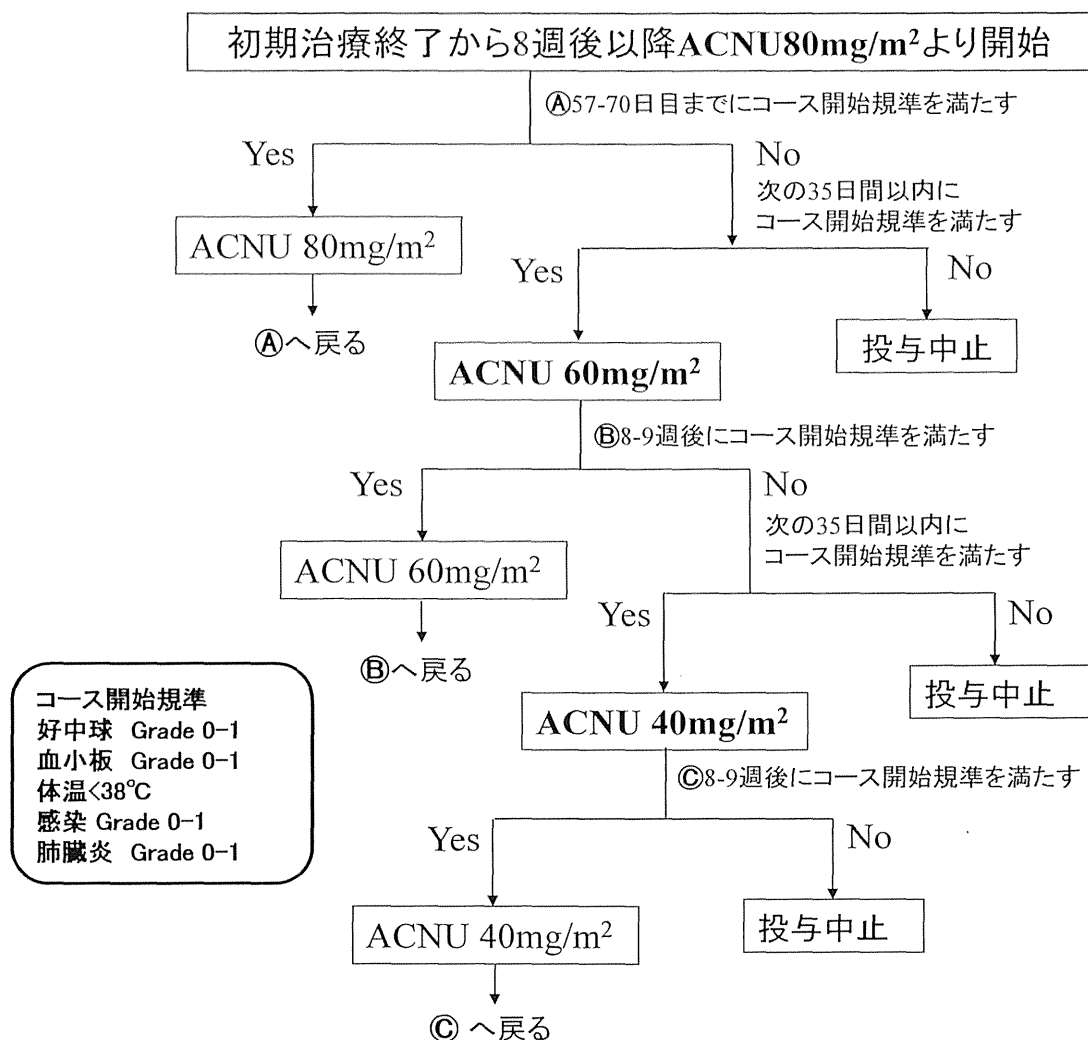 初期治療終了から8週後以降ACNU80mg/m²より開始
Ⓐ57-70日目までにコース開始規準を満たす
Yes
No
次の35日間以内に
コース開始規準を満たす
ACNU 80mg/m²
Ⓐへ戻る
Yes
No
ACNU 60mg/m²
投与中止
Ⓑ8-9週後にコース開始規準を満たす
Yes
No
次の35日間以内に
コース開始規準を満たす
ACNU 60mg/m²
Ⓑへ戻る
Yes
No
ACNU 40mg/m²
投与中止
コース開始規準
好中球 Grade 0-1
血小板 Grade 0-1
体温<38℃
感染 Grade 0-1
肺臓炎 Grade 0-1
Ⓒ8-9週後にコース開始規準を満たす
Yes
No
ACNU 40mg/m²
投与中止
Ⓒ へ戻る